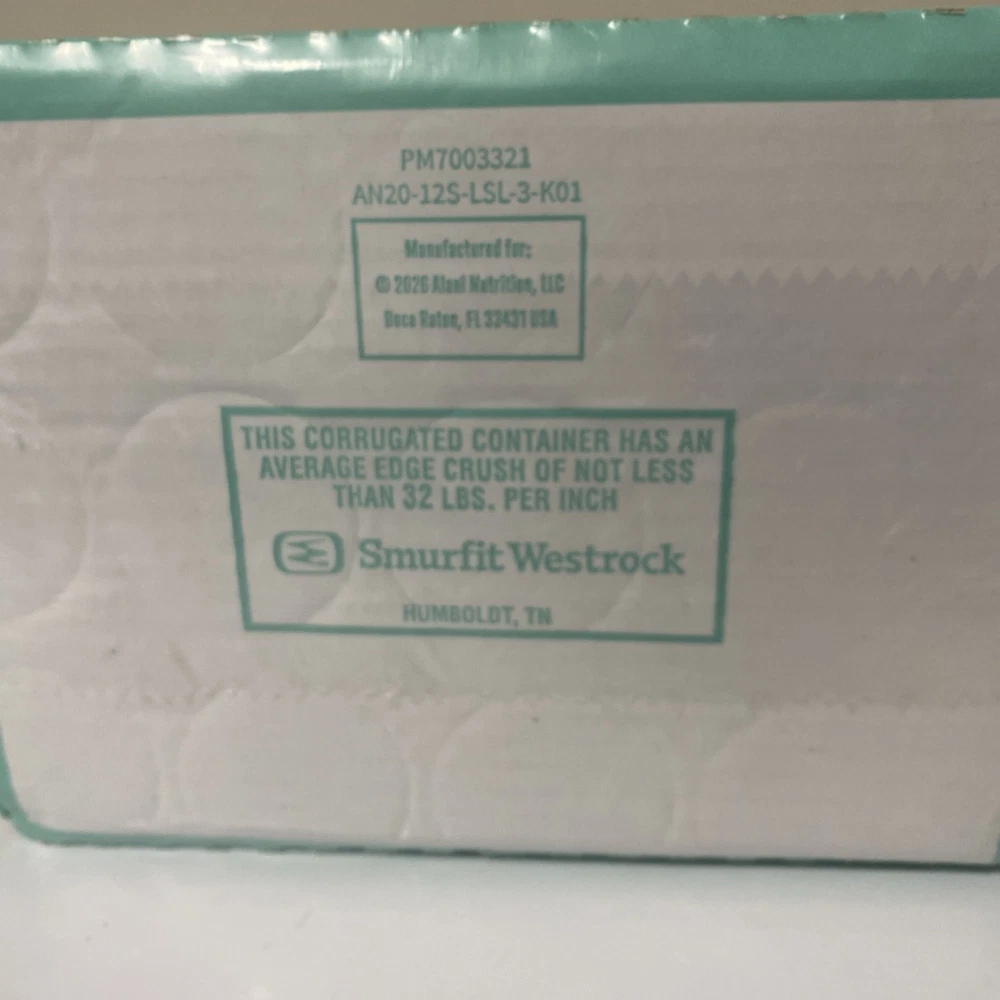 PM7003321
AN20-12S-LSL-3-K01
Manufactured for:
© 2026 Alani Nutrition, LLC
Boca Raton, FL 33431 USA
THIS CORRUGATED CONTAINER HAS AN
AVERAGE EDGE CRUSH OF NOT LESS
THAN 32 LBS. PER INCH
Smurfit Westrock
HUMBOLDT, TN